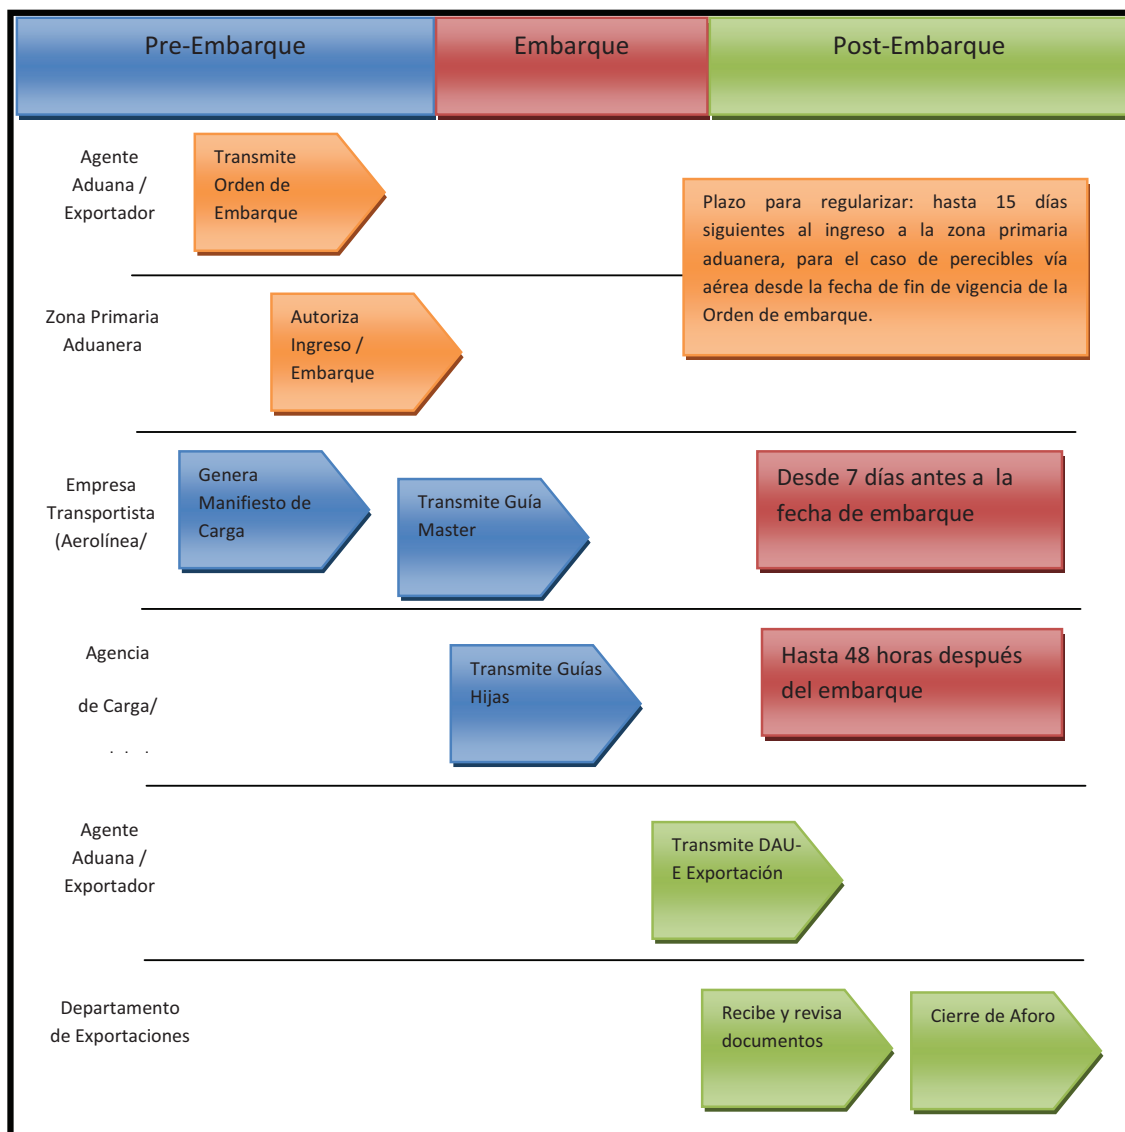 Pre-Embarque
Embarque
Post-Embarque
Agente
Aduana /
Exportador
Transmite
Orden de
Embarque
Plazo para regularizar: hasta 15 días
siguientes al ingreso a la zona primaria
aduanera, para el caso de perecibles vía
aérea desde la fecha de fin de vigencia de la
Orden de embarque.
Zona Primaria
Aduanera
Autoriza
Ingreso /
Embarque
Empresa
Transportista
(Aerolínea/
Genera
Manifiesto de
Carga
Transmite Guía
Master
Desde 7 días antes a la
fecha de embarque
Agencia
de Carga/
Transmite Guías
Hijas
Hasta 48 horas después
del embarque
Agente
Aduana /
Exportador
Transmite DAU-
E Exportación
Departamento
de Exportaciones
Recibe y revisa
documentos
Cierre de Aforo